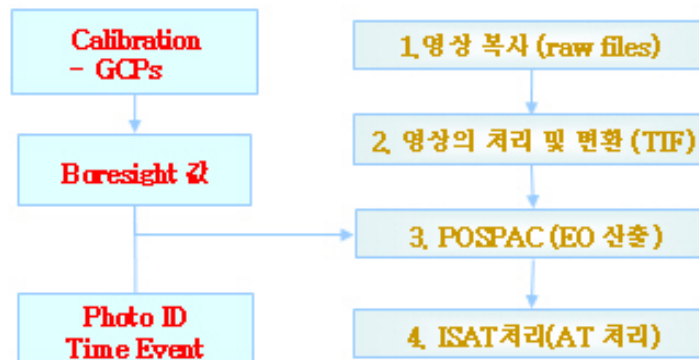 Calibration
- GCPs
Boresight 값
Photo ID
Time Event
1.영상 복사 (raw files)
2. 영상의 처리 및 변환 (TIF)
3. POSPAC (EO 산출)
4. ISAT처리(AT 처리)